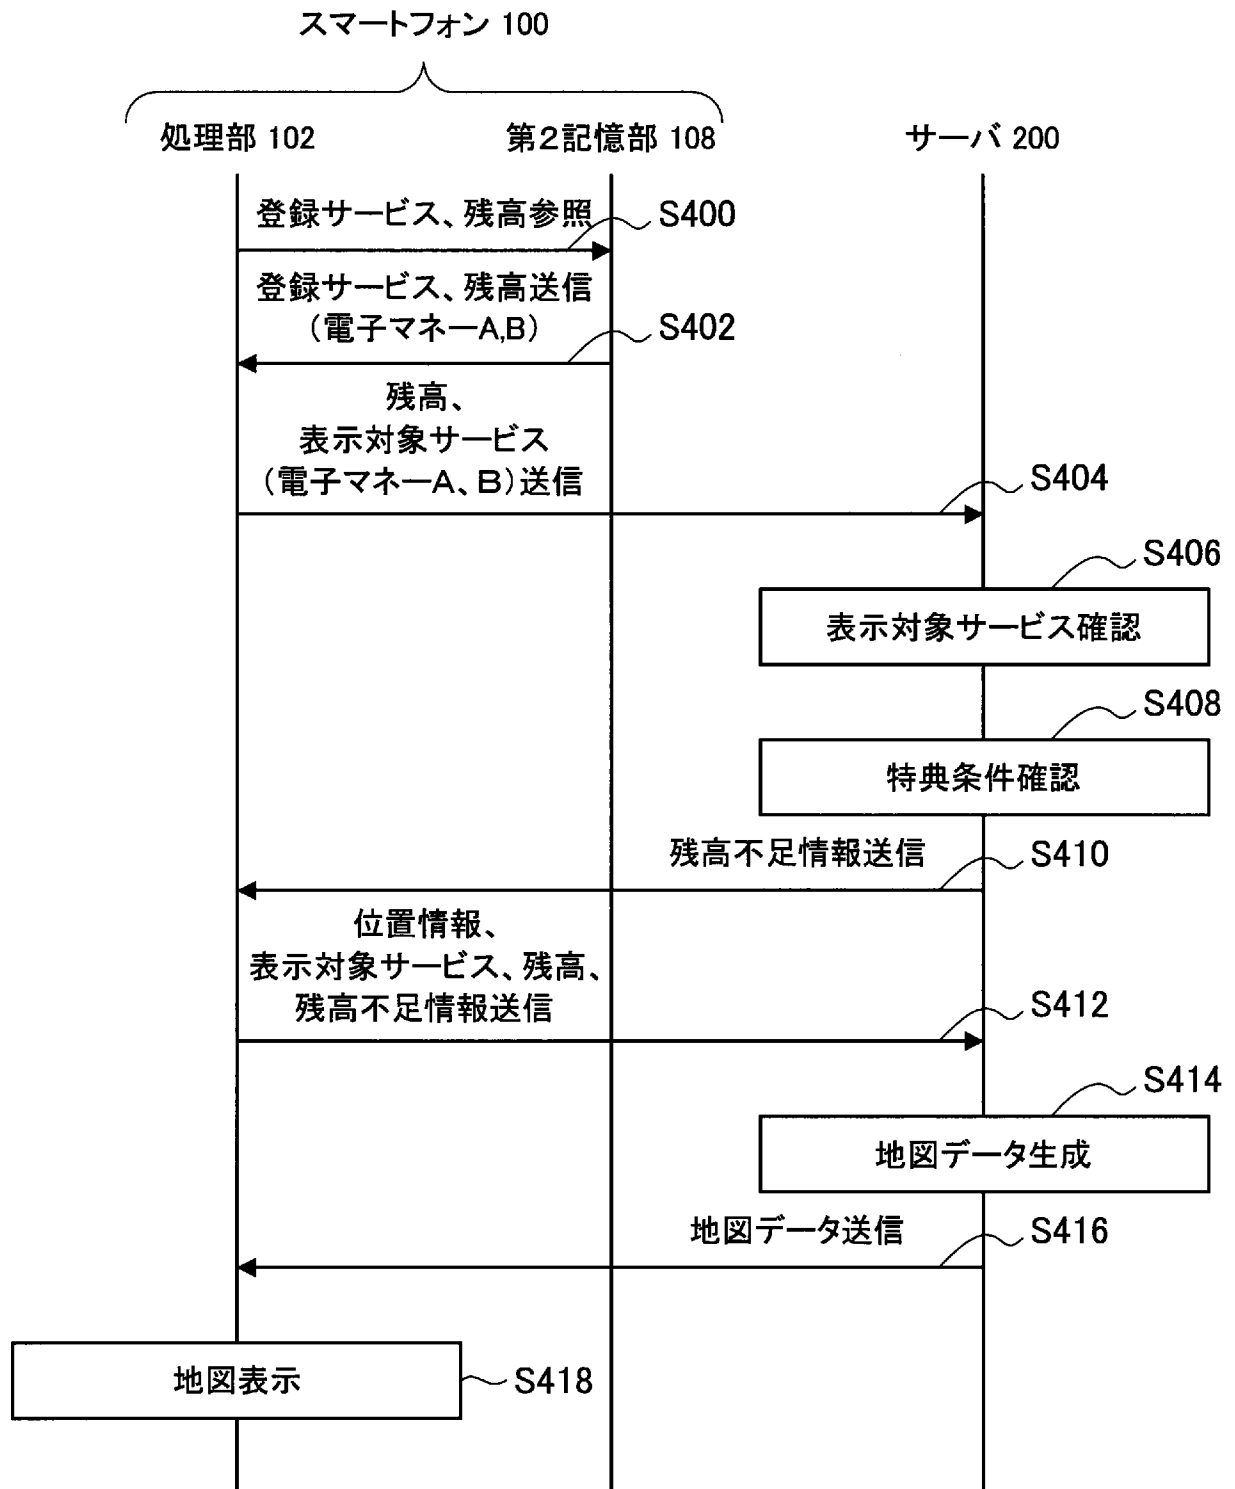 スマートフォン 100
処理部 102
第2記憶部 108
サーバ 200
登録サービス、残高参照
S400
登録サービス、残高送信
(電子マネーA,B)
S402
残高、
表示対象サービス
(電子マネーA、B)送信
S404
S406
表示対象サービス確認
S408
特典条件確認
残高不足情報送信
S410
位置情報、
表示対象サービス、残高、
残高不足情報送信
S412
S414
地図データ生成
地図データ送信
S416
地図表示
S418